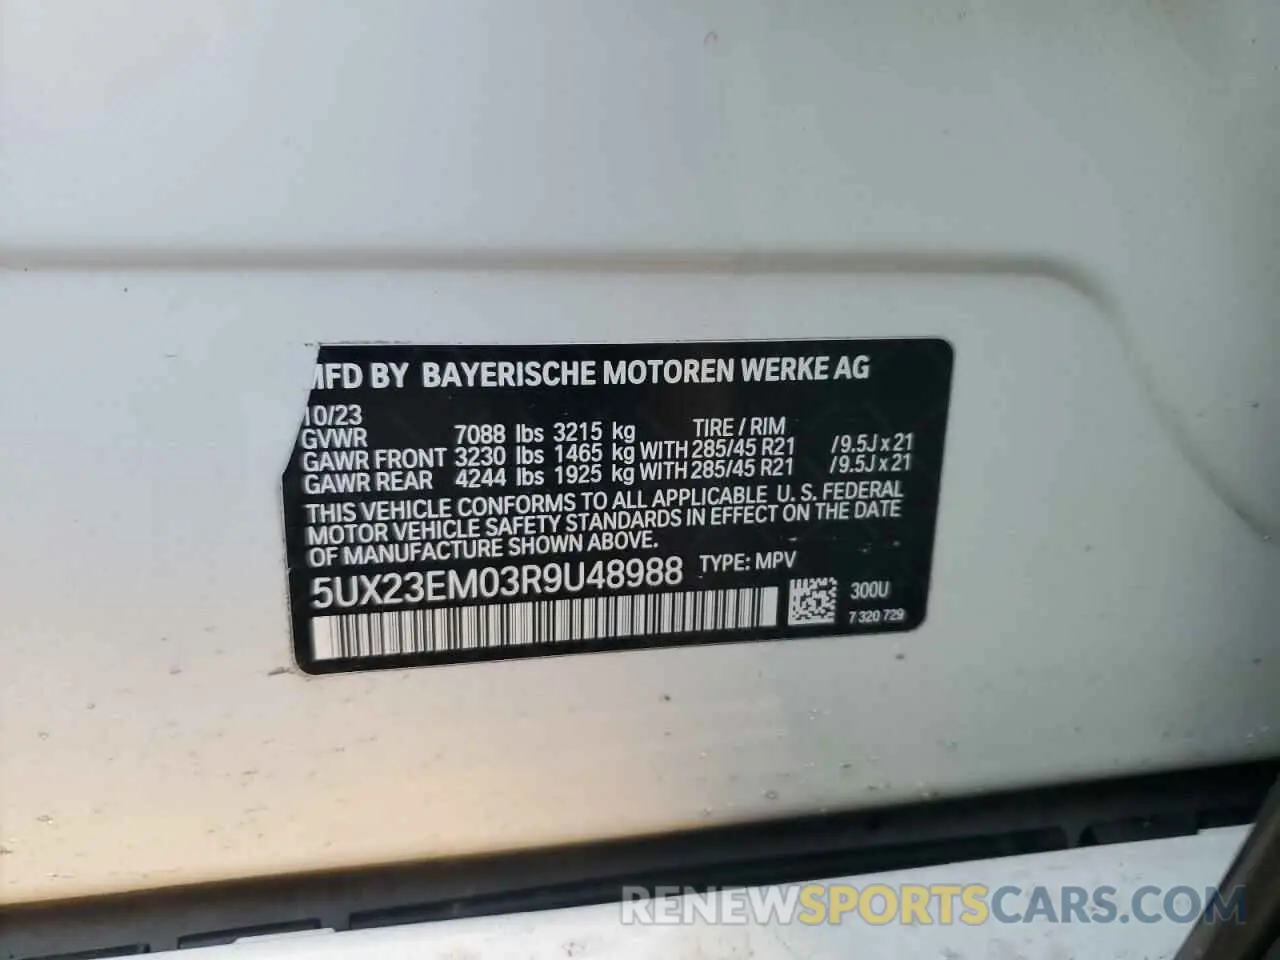 MFD BY BAYERISCHE MOTOREN WERKE AG
10/23
GVWR 7088 lbs 3215 kg TIRE / RIM
GAWR FRONT 3230 lbs 1465 kg WITH 285/45 R21 /9.5J x 21
GAWR REAR 4244 lbs 1925 kg WITH 285/45 R21 /9.5J x 21
THIS VEHICLE CONFORMS TO ALL APPLICABLE U. S. FEDERAL
MOTOR VEHICLE SAFETY STANDARDS IN EFFECT ON THE DATE
OF MANUFACTURE SHOWN ABOVE.
5UX23EM03R9U48988 TYPE: MPV
300U
7 320 729
RENEWSPORTSCARS.COM